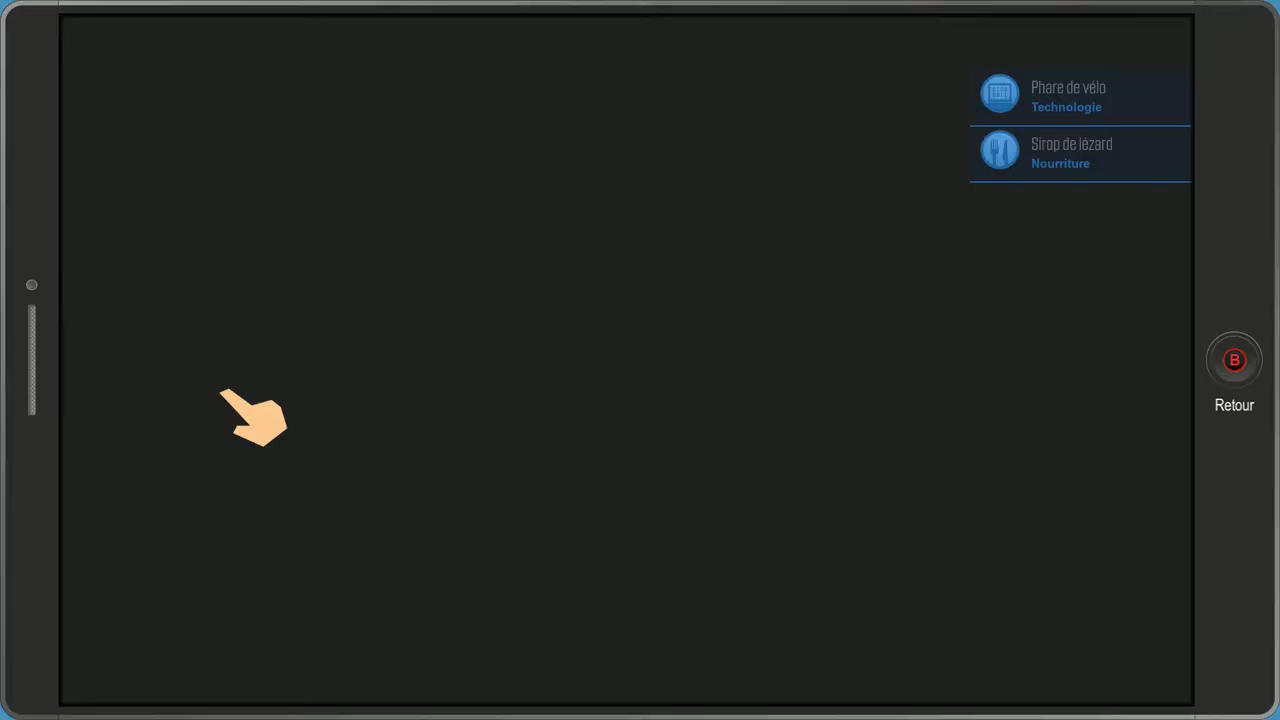 Phare de vélo
Technologie
Sirop de lézard
Nourriture
B
Retour